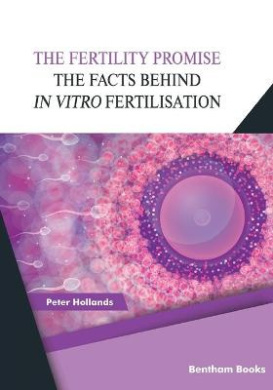 THE FERTILITY PROMISE
THE FACTS BEHIND
IN VITRO FERTILISATION
Peter Hollands
Bentham Books